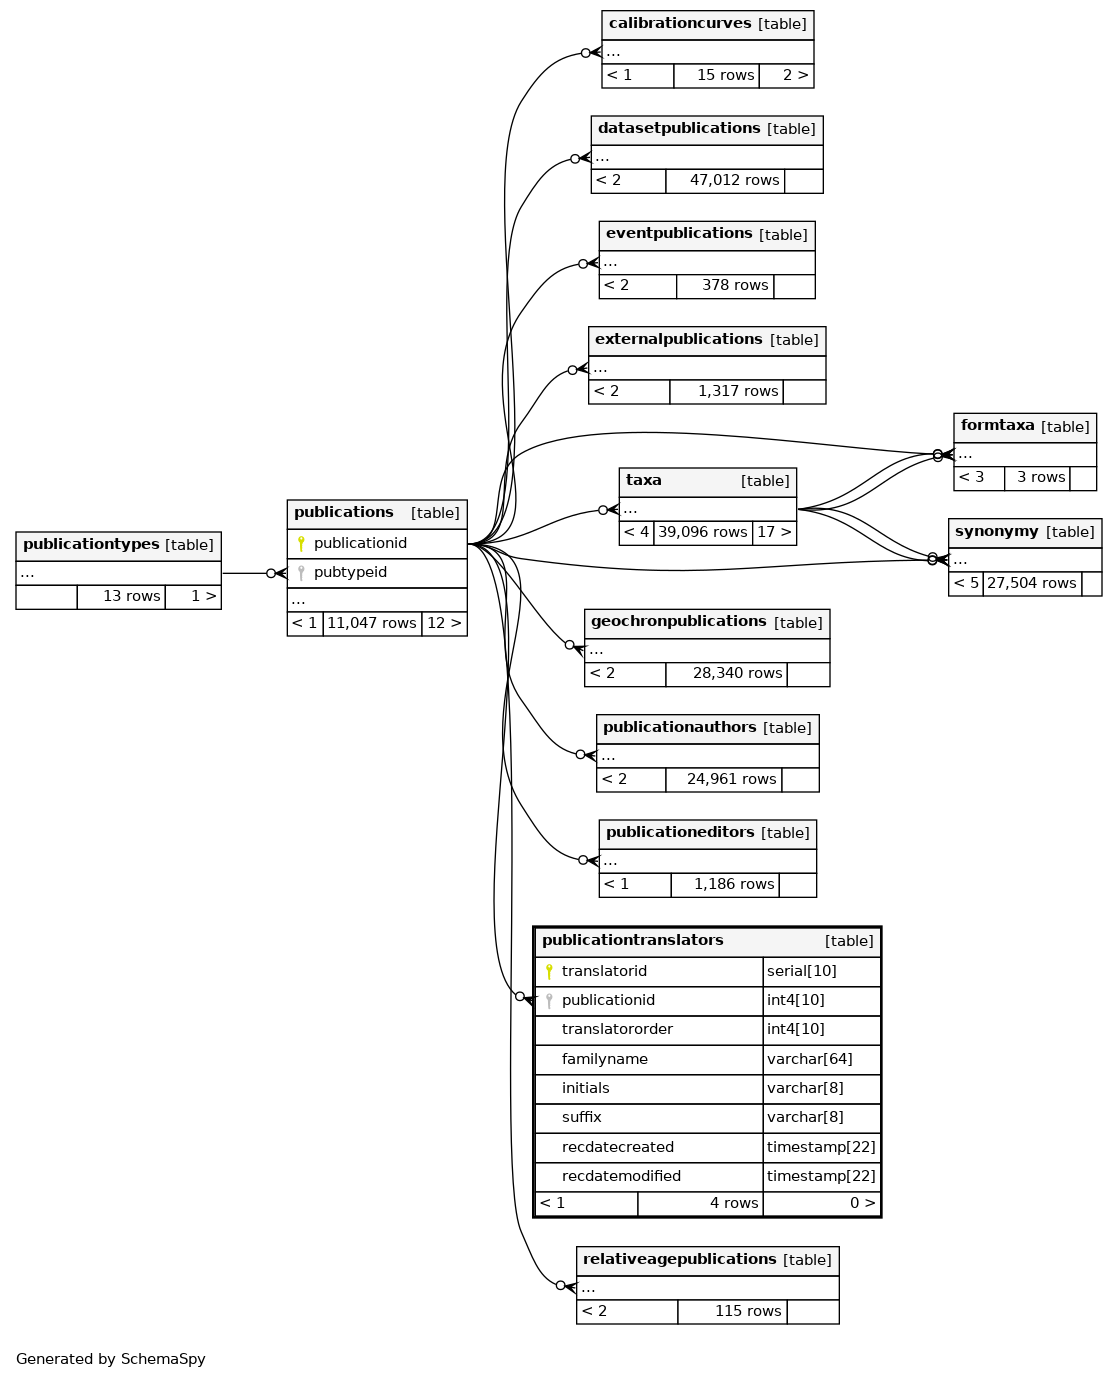 calibrationcurves [table]
...
< 1 15 rows 2 >
datasetpublications [table]
...
< 2 47,012 rows
eventpublications [table]
...
< 2 378 rows
externalpublications [table]
...
< 2 1,317 rows
formtaxa [table]
...
< 3 3 rows
taxa [table]
...
< 4 39,096 rows 17 >
synonymy [table]
...
< 5 27,504 rows
publications [table]
publicationid
pubtypeid
...
< 1 11,047 rows 12 >
publicationtypes [table]
...
13 rows 1 >
geochronpublications [table]
...
< 2 28,340 rows
publicationauthors [table]
...
< 2 24,961 rows
publicationeditors [table]
...
< 1 1,186 rows
publicationtranslators [table]
translatorid serial[10]
publicationid int4[10]
translatororder int4[10]
familyname varchar[64]
initials varchar[8]
suffix varchar[8]
recdatecreated timestamp[22]
recdatemodified timestamp[22]
< 1 4 rows 0 >
relativeagepublications [table]
...
< 2 115 rows
Generated by SchemaSpy